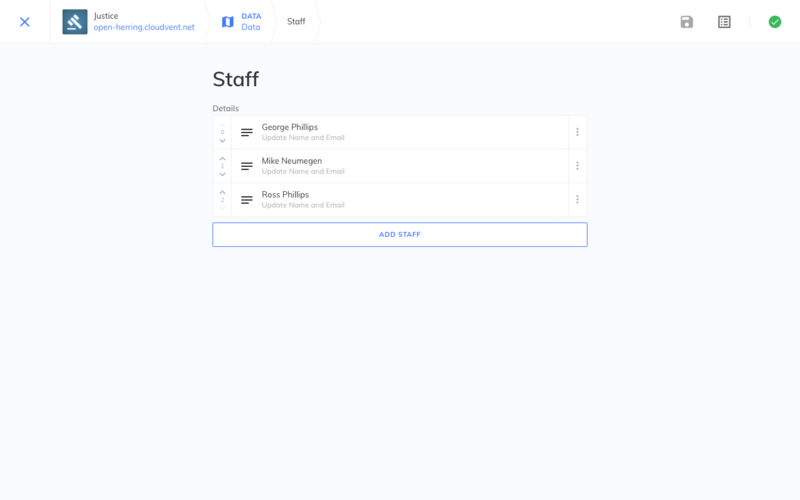 Justice
open-herring.cloudvent.net
DATA
Data
Staff
Staff
Details
0
George Phillips
Update Name and Email
1
Mike Neumegen
Update Name and Email
2
Ross Phillips
Update Name and Email
ADD STAFF